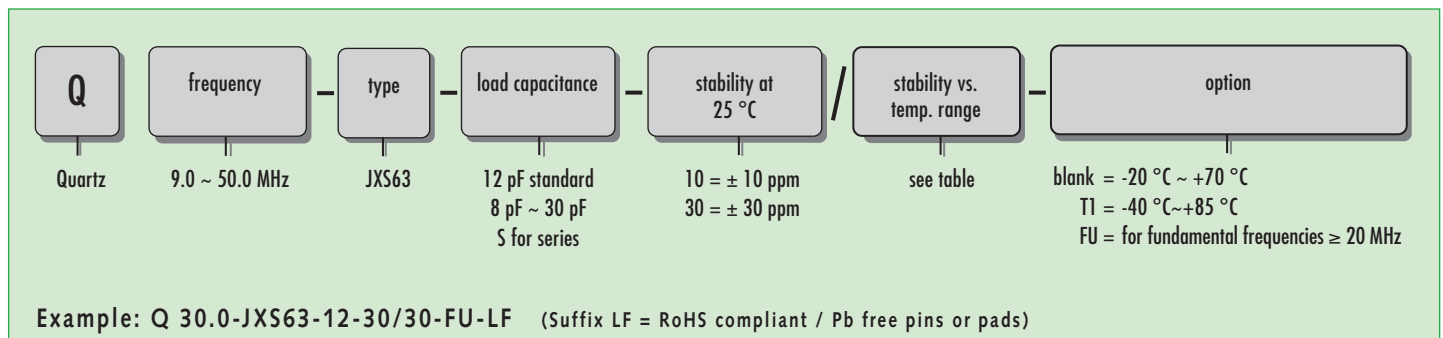 Q frequency – type – load capacitance – stability at 25 °C / stability vs. temp. range – option
Quartz 9.0 ~ 50.0 MHz JXS63 12 pF standard 10 = ± 10 ppm see table blank = -20 °C ~ +70 °C
8 pF ~ 30 pF 30 = ± 30 ppm T1 = -40 °C~+85 °C
S for series FU = for fundamental frequencies ≥ 20 MHz
Example: Q 30.0-JXS63-12-30/30-FU-LF (Suffix LF = RoHS compliant / Pb free pins or pads)